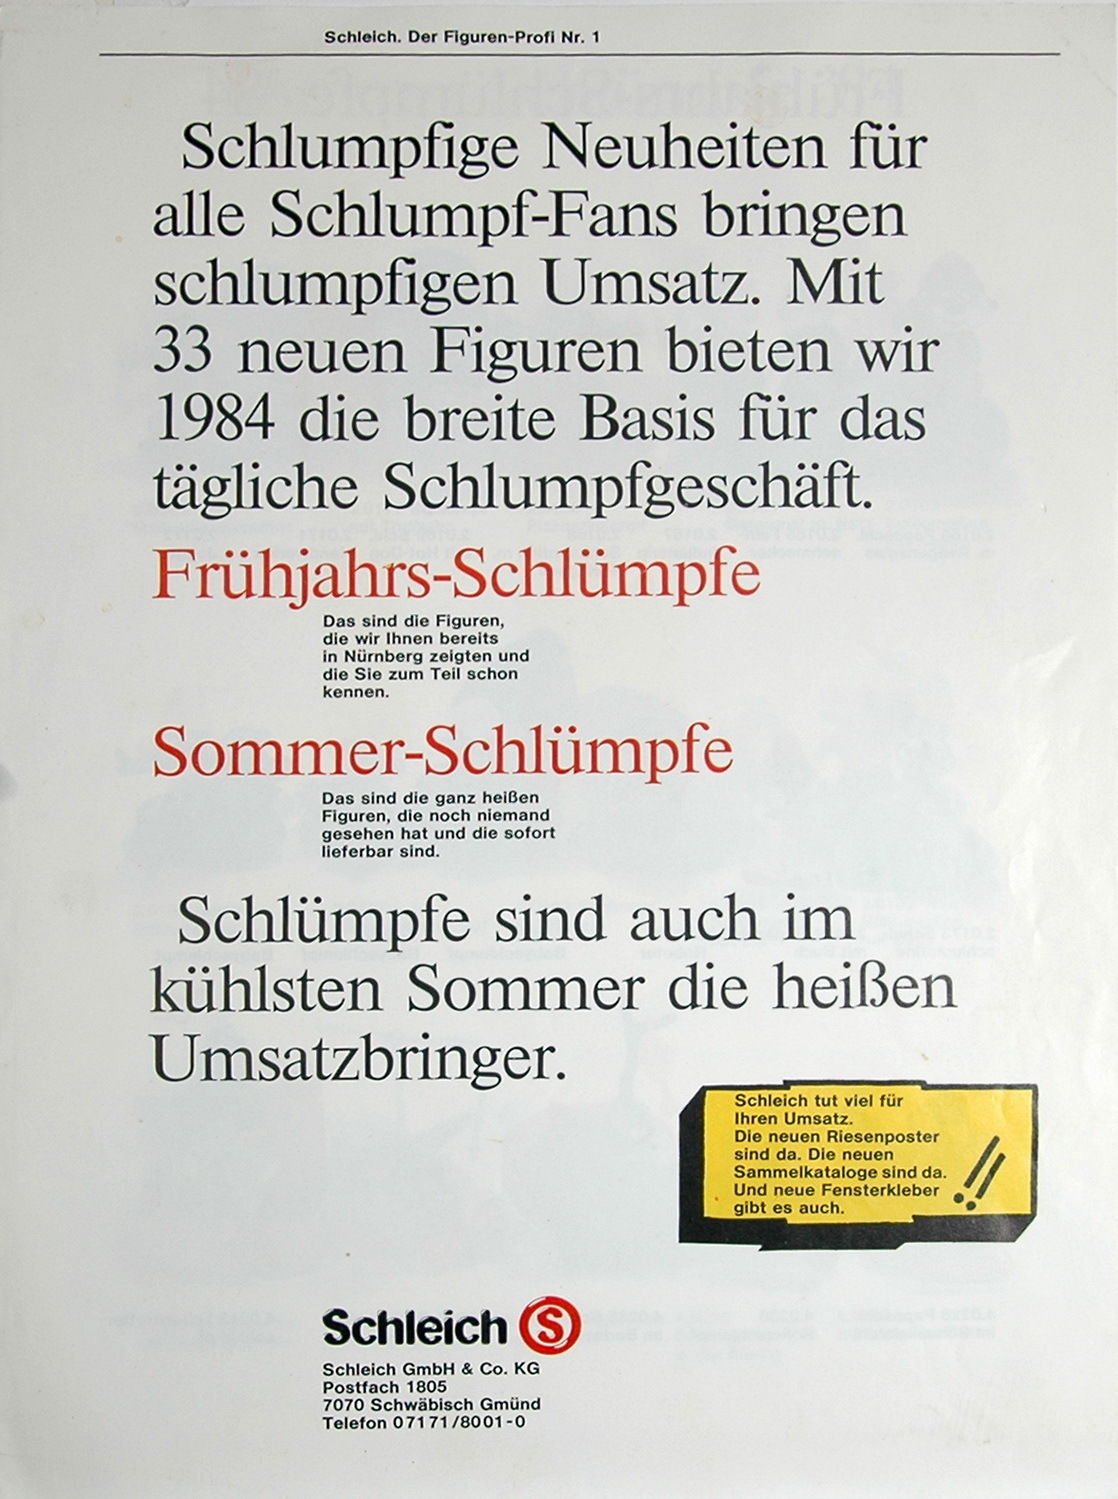 Schleich. Der Figuren-Profi Nr. 1
Schlumpfige Neuheiten für
alle Schlumpf-Fans bringen
schlumpfigen Umsatz. Mit
33 neuen Figuren bieten wir
1984 die breite Basis für das
tägliche Schlumpfgeschäft.
Frühjahrs-Schlümpfe
Das sind die Figuren,
die wir Ihnen bereits
in Nürnberg zeigten und
die Sie zum Teil schon
kennen.
Sommer-Schlümpfe
Das sind die ganz heißen
Figuren, die noch niemand
gesehen hat und die sofort
lieferbar sind.
Schlümpfe sind auch im
kühlsten Sommer die heißen
Umsatzbringer.
Schleich tut viel für
Ihren Umsatz.
Die neuen Riesenposter
sind da. Die neuen
Sammelkataloge sind da.
Und neue Fensterkleber
gibt es auch.
!!
Schleich S
Schleich GmbH & Co. KG
Postfach 1805
7070 Schwäbisch Gmünd
Telefon 07171/8001-0